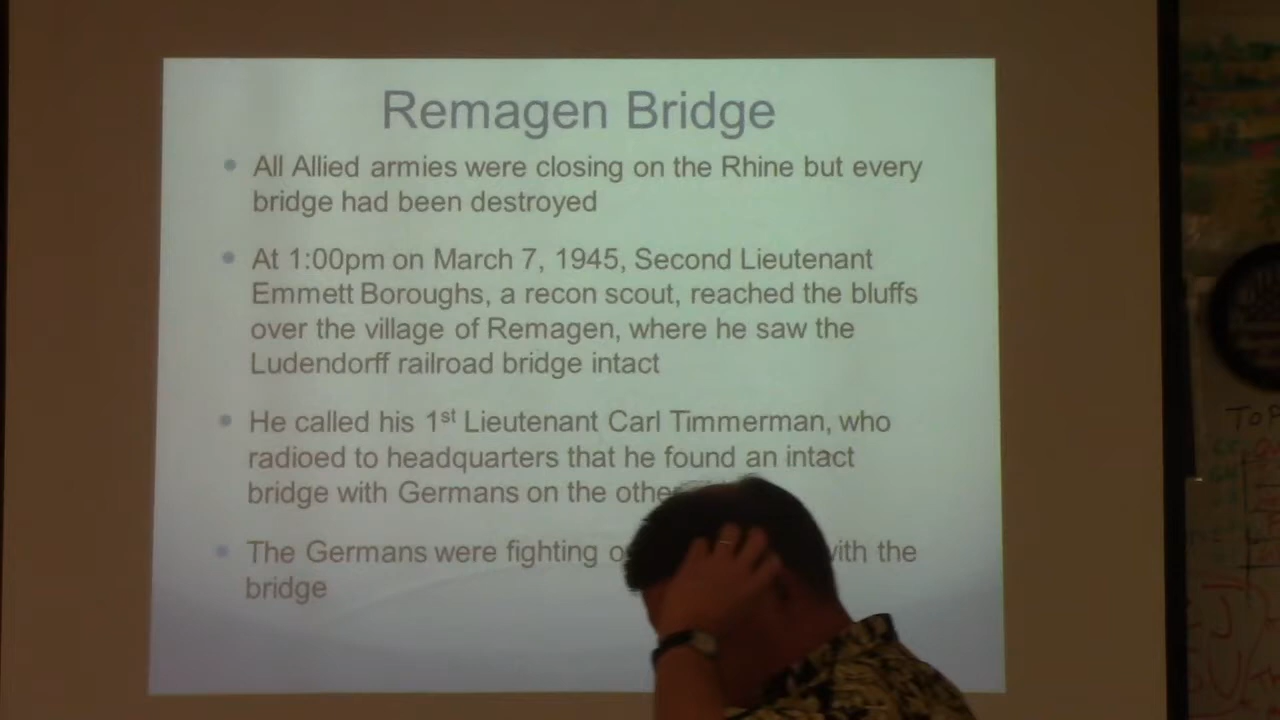 Remagen Bridge
All Allied armies were closing on the Rhine but every
bridge had been destroyed
At 1:00pm on March 7, 1945, Second Lieutenant
Emmett Boroughs, a recon scout, reached the bluffs
over the village of Remagen, where he saw the
Ludendorff railroad bridge intact
He called his 1st Lieutenant Carl Timmerman, who
radioed to headquarters that he found an intact
bridge with Germans on the
The Germans were fighting with the
bridge
TOP